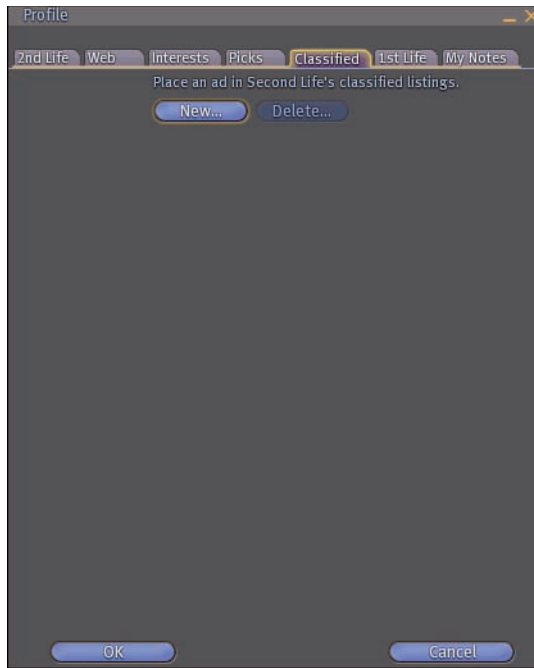 Profile
2nd Life Web Interests Picks Classified 1st Life My Notes
Place an ad in Second Life's classified listings.
New... Delete...
OK Cancel